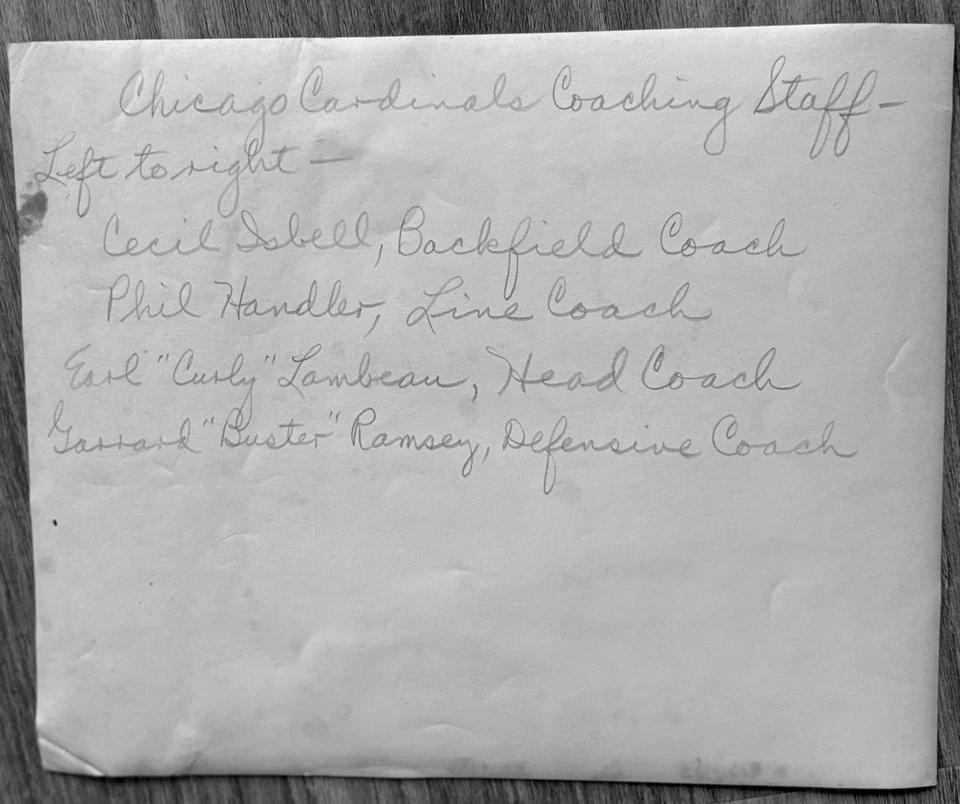 Chicago Cardinals Coaching Staff –
Left to right –
Cecil Isbell, Backfield Coach
Phil Handler, Line Coach
Earl "Curly" Lambeau, Head Coach
Garrard "Buster" Ramsey, Defensive Coach